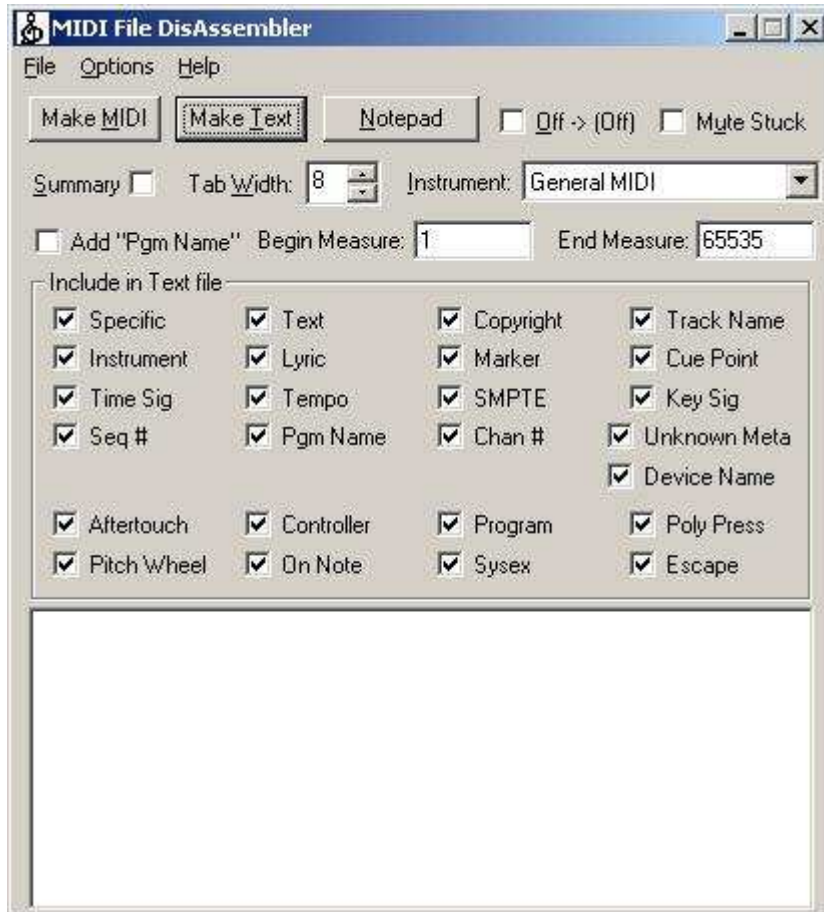 MIDI File DisAssembler
File Options Help
Make MIDI Make Text Notepad Off -> (Off) Mute Stuck
Summary Tab Width: 8 Instrument: General MIDI
Add "Pgm Name" Begin Measure: 1 End Measure: 65535
Include in Text file
Specific Text Copyright Track Name
Instrument Lyric Marker Cue Point
Time Sig Tempo SMPTE Key Sig
Seq # Pgm Name Chan # Unknown Meta
Device Name
Aftertouch Controller Program Poly Press
Pitch Wheel On Note Sysex Escape